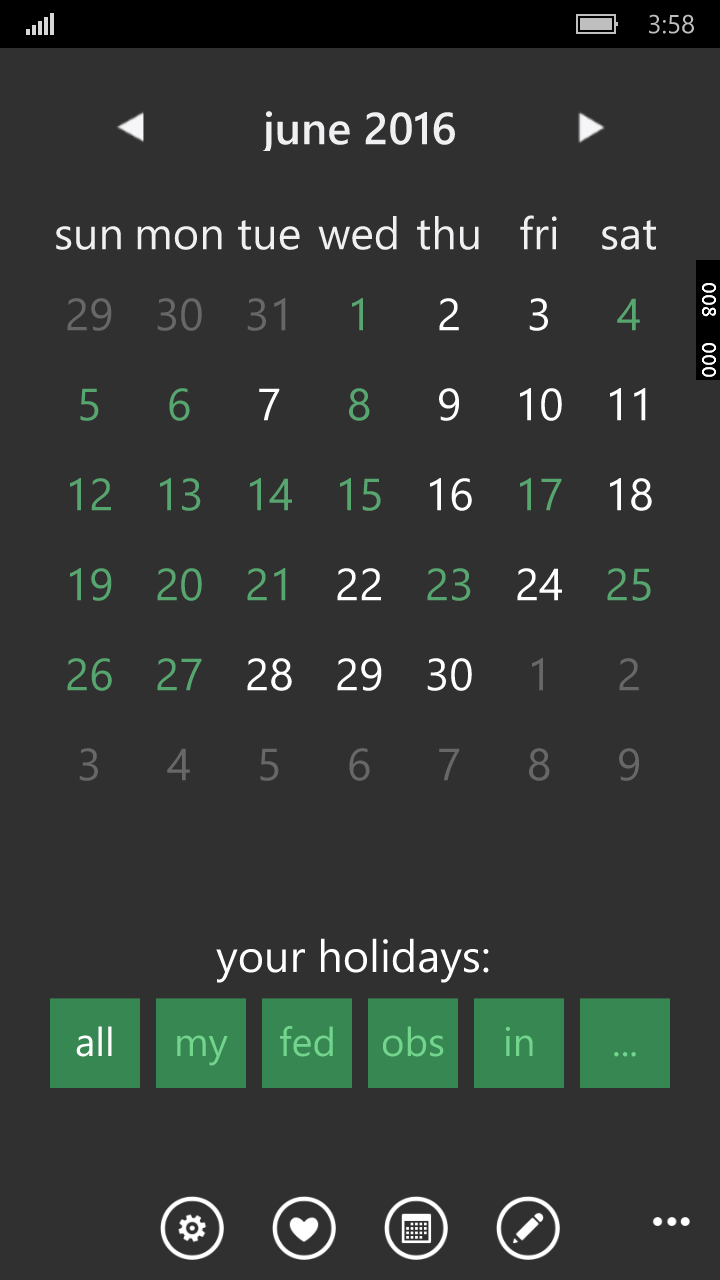 3:58
june 2016
sun mon tue wed thu fri sat
29 30 31 1 2 3 4
5 6 7 8 9 10 11
12 13 14 15 16 17 18
19 20 21 22 23 24 25
26 27 28 29 30 1 2
3 4 5 6 7 8 9
008 000
your holidays:
all my fed obs in ...